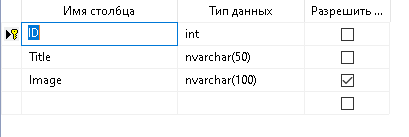 Имя столбца Тип данных Разрешить ...
ID int
Title nvarchar(50)
Image nvarchar(100)